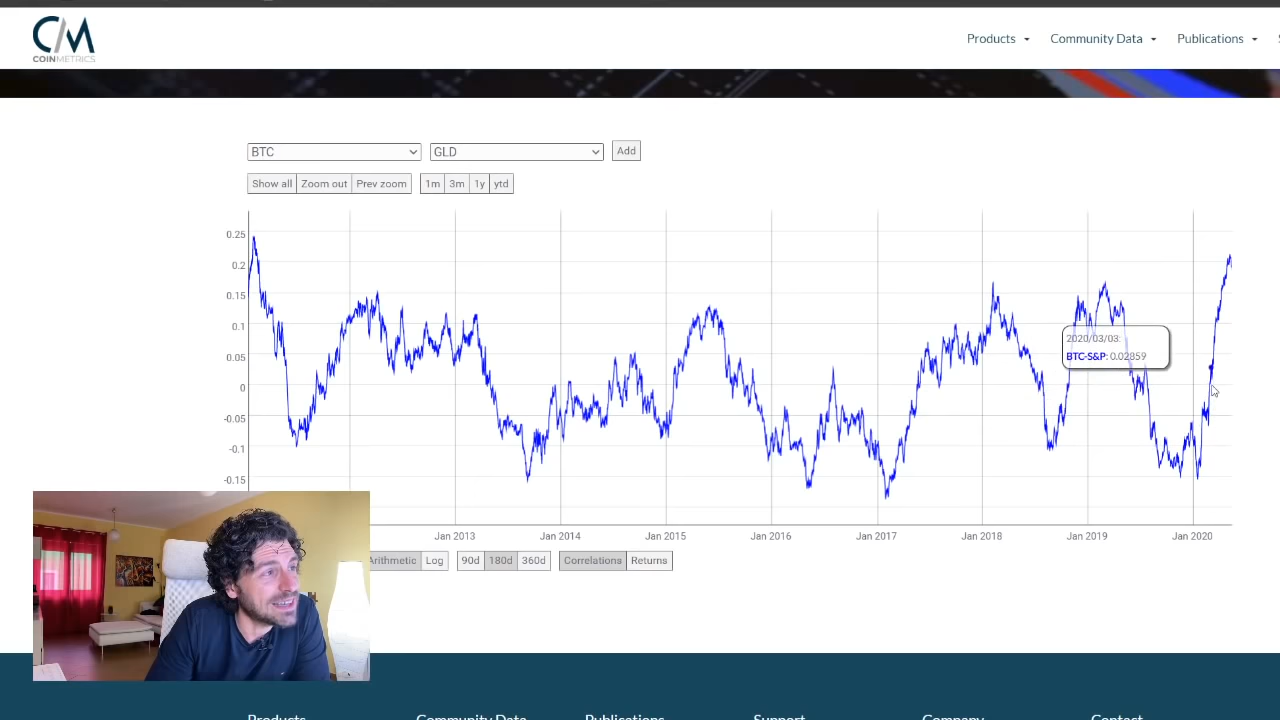 COINMETRICS
Products Community Data Publications S
BTC GLD Add
Show all Zoom out Prev zoom 1m 3m 1y ytd
0.25
0.2
0.15
0.1
0.05
0
-0.05
-0.1
-0.15
2020/03/03:
BTC-S&P: 0.02859
Jan 2013 Jan 2014 Jan 2015 Jan 2016 Jan 2017 Jan 2018 Jan 2019 Jan 2020
Arithmetic Log 90d 180d 360d Correlations Returns
Products Community Data Publications Support Company Contact